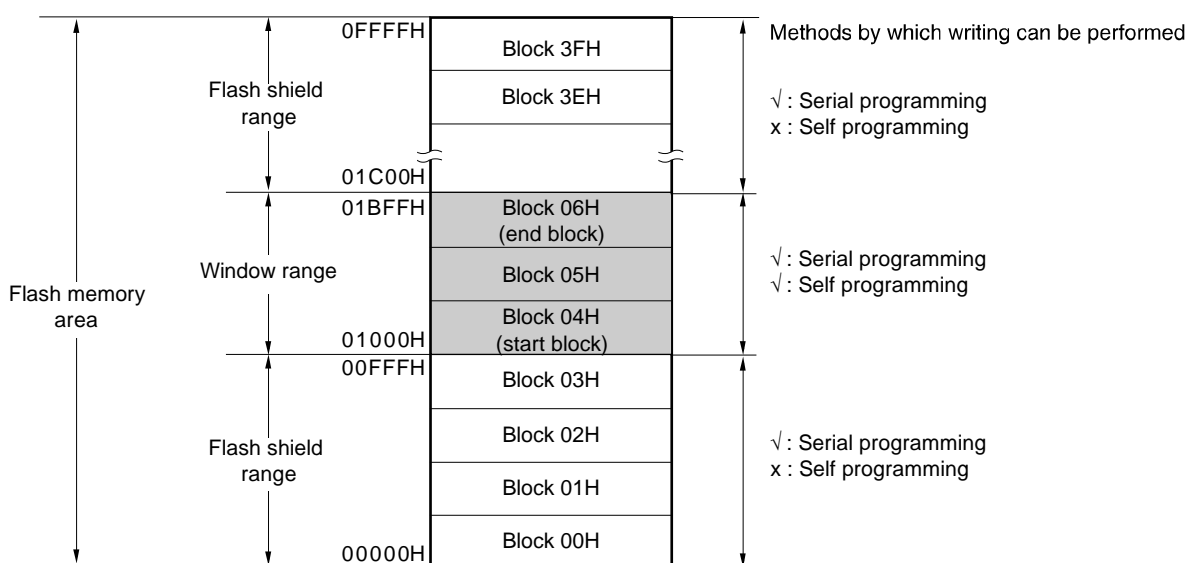 0FFFFH
Block 3FH
Methods by which writing can be performed
Flash shield
range
Block 3EH
√ : Serial programming
x : Self programming
01C00H
01BFFH
Block 06H
(end block)
Window range
Block 05H
√ : Serial programming
√ : Self programming
Flash memory
area
Block 04H
(start block)
01000H
00FFFH
Block 03H
Flash shield
range
Block 02H
√ : Serial programming
x : Self programming
Block 01H
Block 00H
00000H